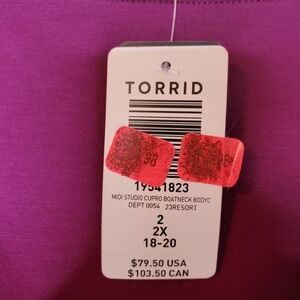 TORRID
19541823
MIDI STUDIO CUPRO BOATNECK BODYC
DEPT 0054 23RESORT
2
2X
18-20
$79.50 USA
$103.50 CAN